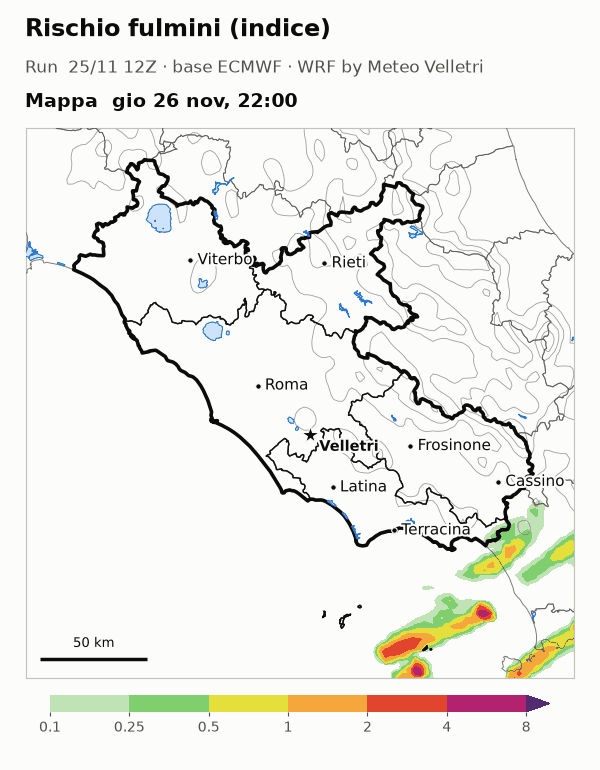 Rischio fulmini (indice)
Run  25/11 12Z · base ECMWF · WRF by Meteo Velletri
Mappa  gio 26 nov, 22:00
Viterbo
Rieti
Roma
Velletri
Frosinone
Cassino
Latina
Terracina
50 km
0.1 0.25 0.5 1 2 4 8